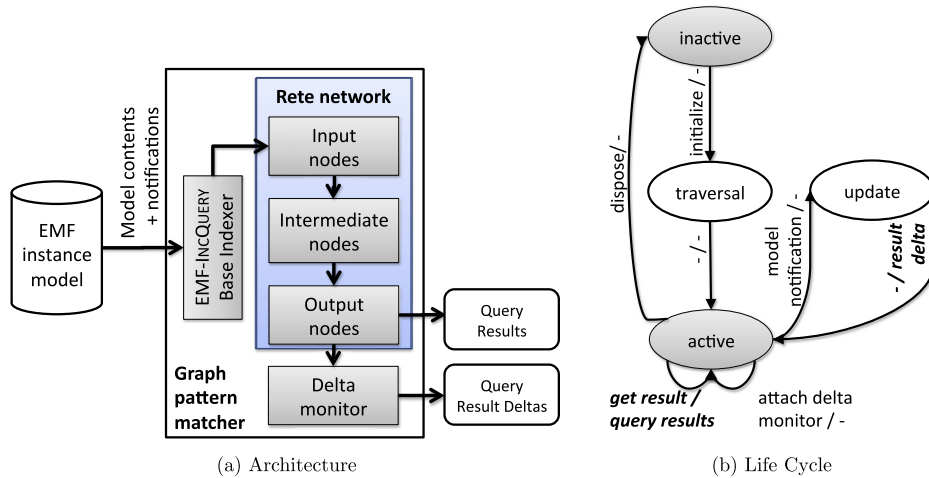 EMF
instance
model
Model contents
+ notifications
EMF-INCQUERY
Base Indexer
Rete network
Input
nodes
Intermediate
nodes
Output
nodes
Graph
pattern
matcher
Delta
monitor
Query
Results
Query
Result Deltas
(a) Architecture
inactive
initialize / -
dispose/ -
traversal
update
- / -
model
notification / -
- / result
delta
active
get result /
query results
attach delta
monitor / -
(b) Life Cycle